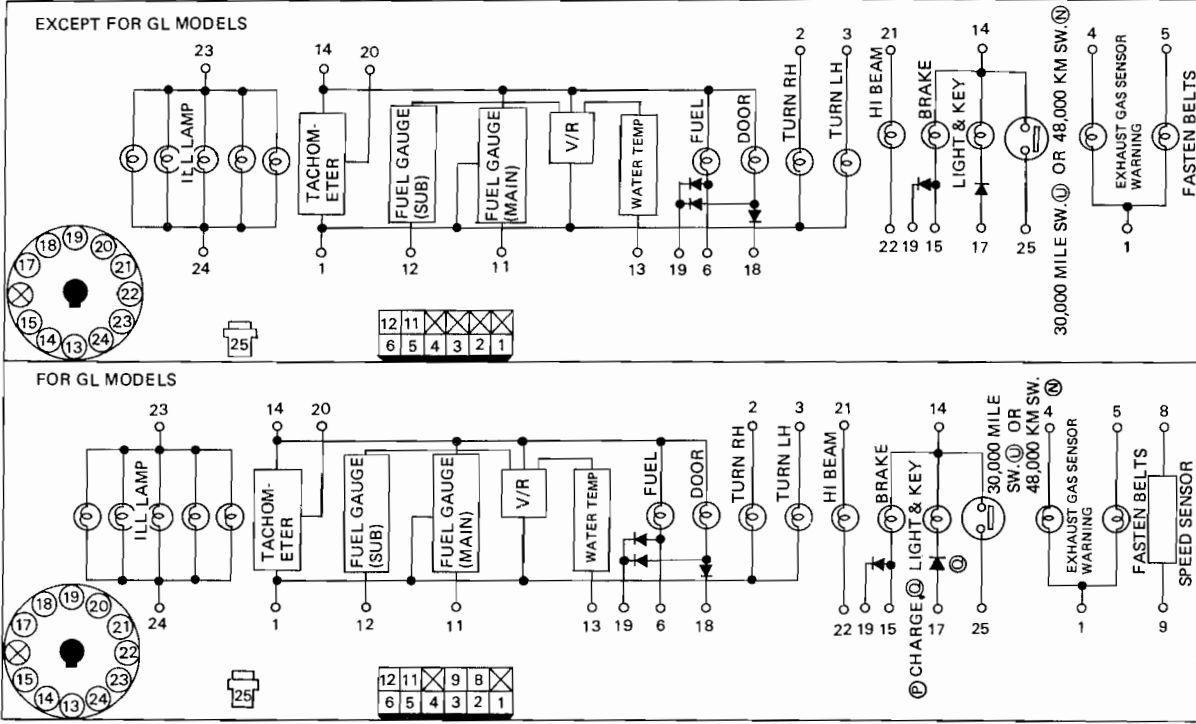 EXCEPT FOR GL MODELS
23
14
20
2
3
21
14
4
5
ILL LAMP
TACHOM-
ETER
FUEL GAUGE
(SUB)
FUEL GAUGE
(MAIN)
V/R
WATER TEMP
FUEL
DOOR
TURN RH
TURN LH
HI BEAM
BRAKE
LIGHT & KEY
30,000 MILE SW.Ⓤ OR 48,000 KM SW.Ⓝ
EXHAUST GAS SENSOR
WARNING
FASTEN BELTS
24
1
12
11
13
19
6
18
22
19
15
17
25
1
17 18 19 20 21 22 23 24 13 14 15
25
12 11
6 5 4 3 2 1
FOR GL MODELS
23
14
20
2
3
21
14
4
5
8
ILL LAMP
TACHOM-
ETER
FUEL GAUGE
(SUB)
FUEL GAUGE
(MAIN)
V/R
WATER TEMP
FUEL
DOOR
TURN RH
TURN LH
HI BEAM
BRAKE
Ⓟ CHARGE Ⓠ LIGHT & KEY
Ⓠ
30,000 MILE
SW.Ⓤ OR
48,000 KM SW. Ⓝ
EXHAUST GAS SENSOR
WARNING
FASTEN BELTS
SPEED SENSOR
24
1
12
11
13
19
6
18
22
19
15
17
25
1
9
17 18 19 20 21 22 23 24 13 14 15
25
12 11 9 8
6 5 4 3 2 1